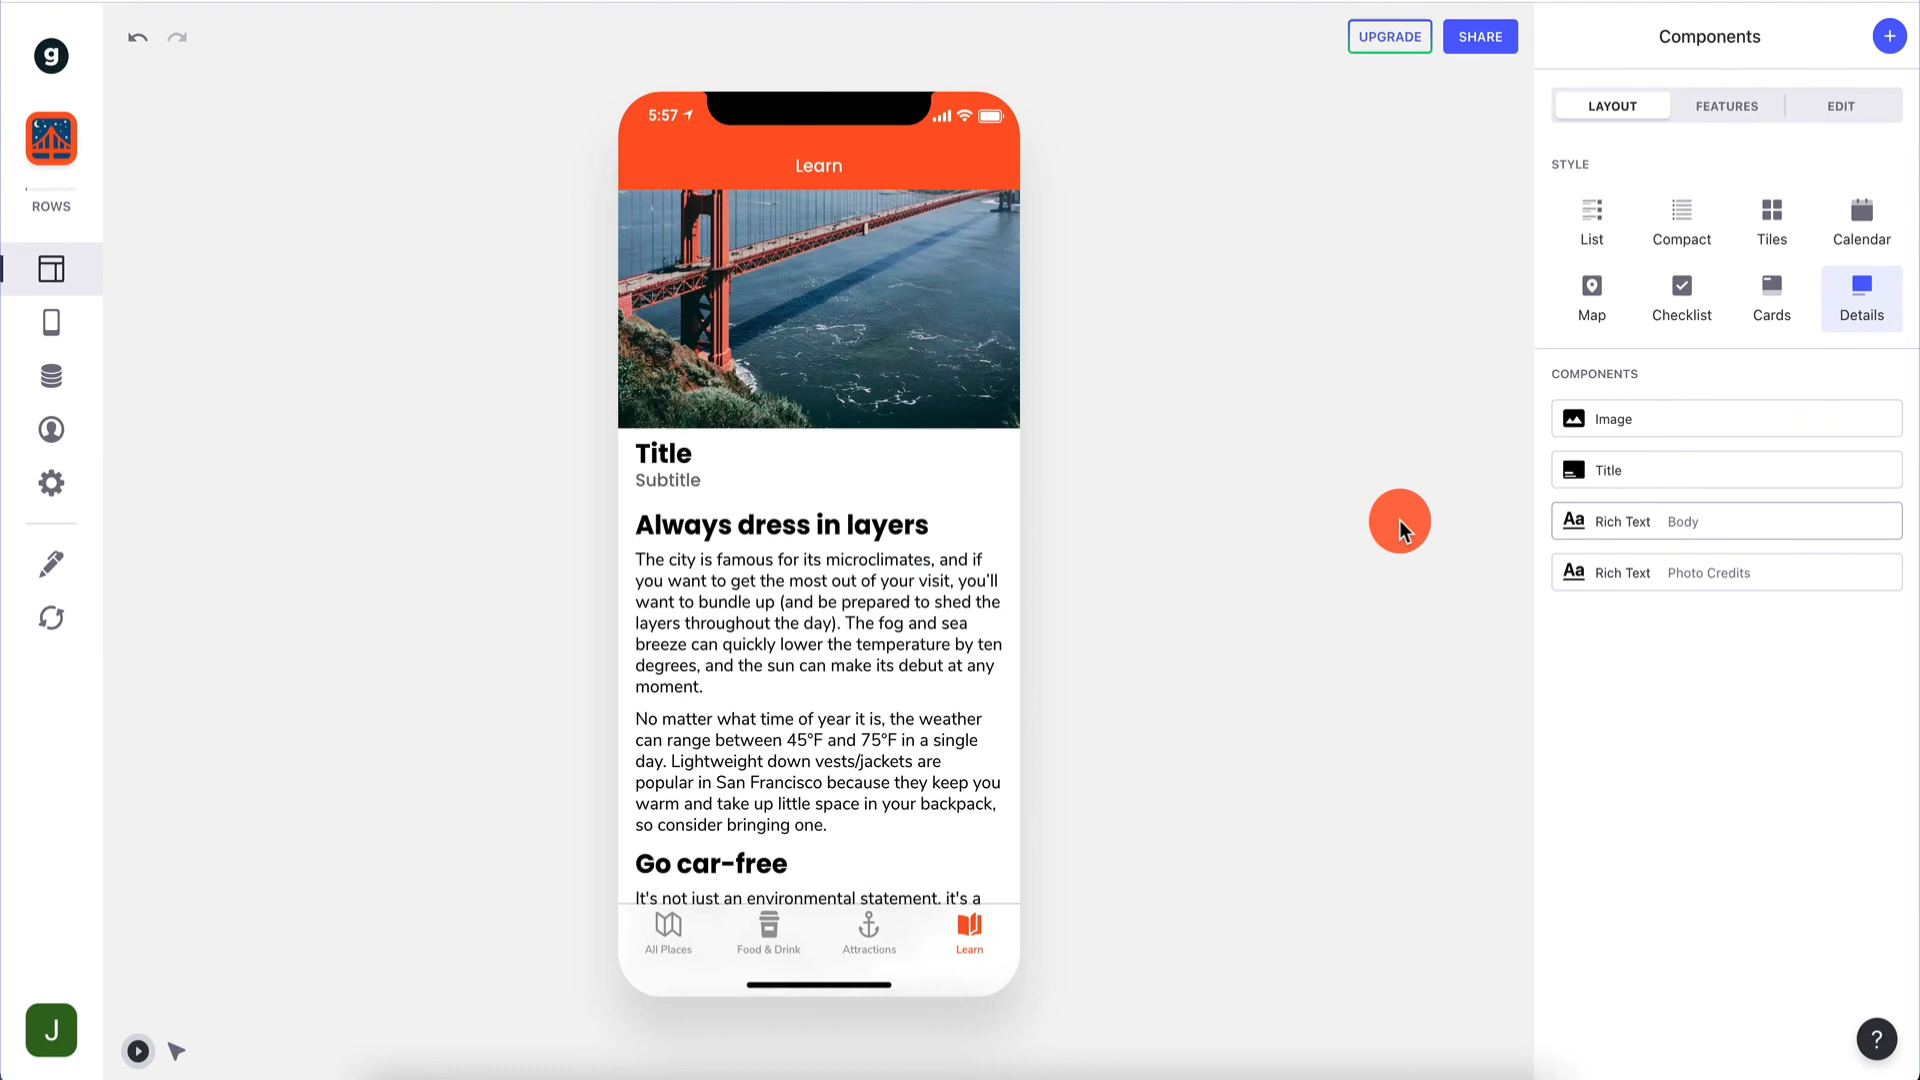 g
UPGRADE
SHARE
Components
+
LAYOUT
FEATURES
EDIT
ROWS
5:57
Learn
STYLE
List
Compact
Tiles
Calendar
Map
Checklist
Cards
Details
COMPONENTS
Image
Title
Rich Text Body
Rich Text Photo Credits
Aa
Aa
Title
Subtitle
Always dress in layers
The city is famous for its microclimates, and if
you want to get the most out of your visit, you'll
want to bundle up (and be prepared to shed the
layers throughout the day). The fog and sea
breeze can quickly lower the temperature by ten
degrees, and the sun can make its debut at any
moment.
No matter what time of year it is, the weather
can range between 45°F and 75°F in a single
day. Lightweight down vests/jackets are
popular in San Francisco because they keep you
warm and take up little space in your backpack,
so consider bringing one.
Go car-free
It's not just an environmental statement, it's a
All Places
Food & Drink
Attractions
Learn
J
?